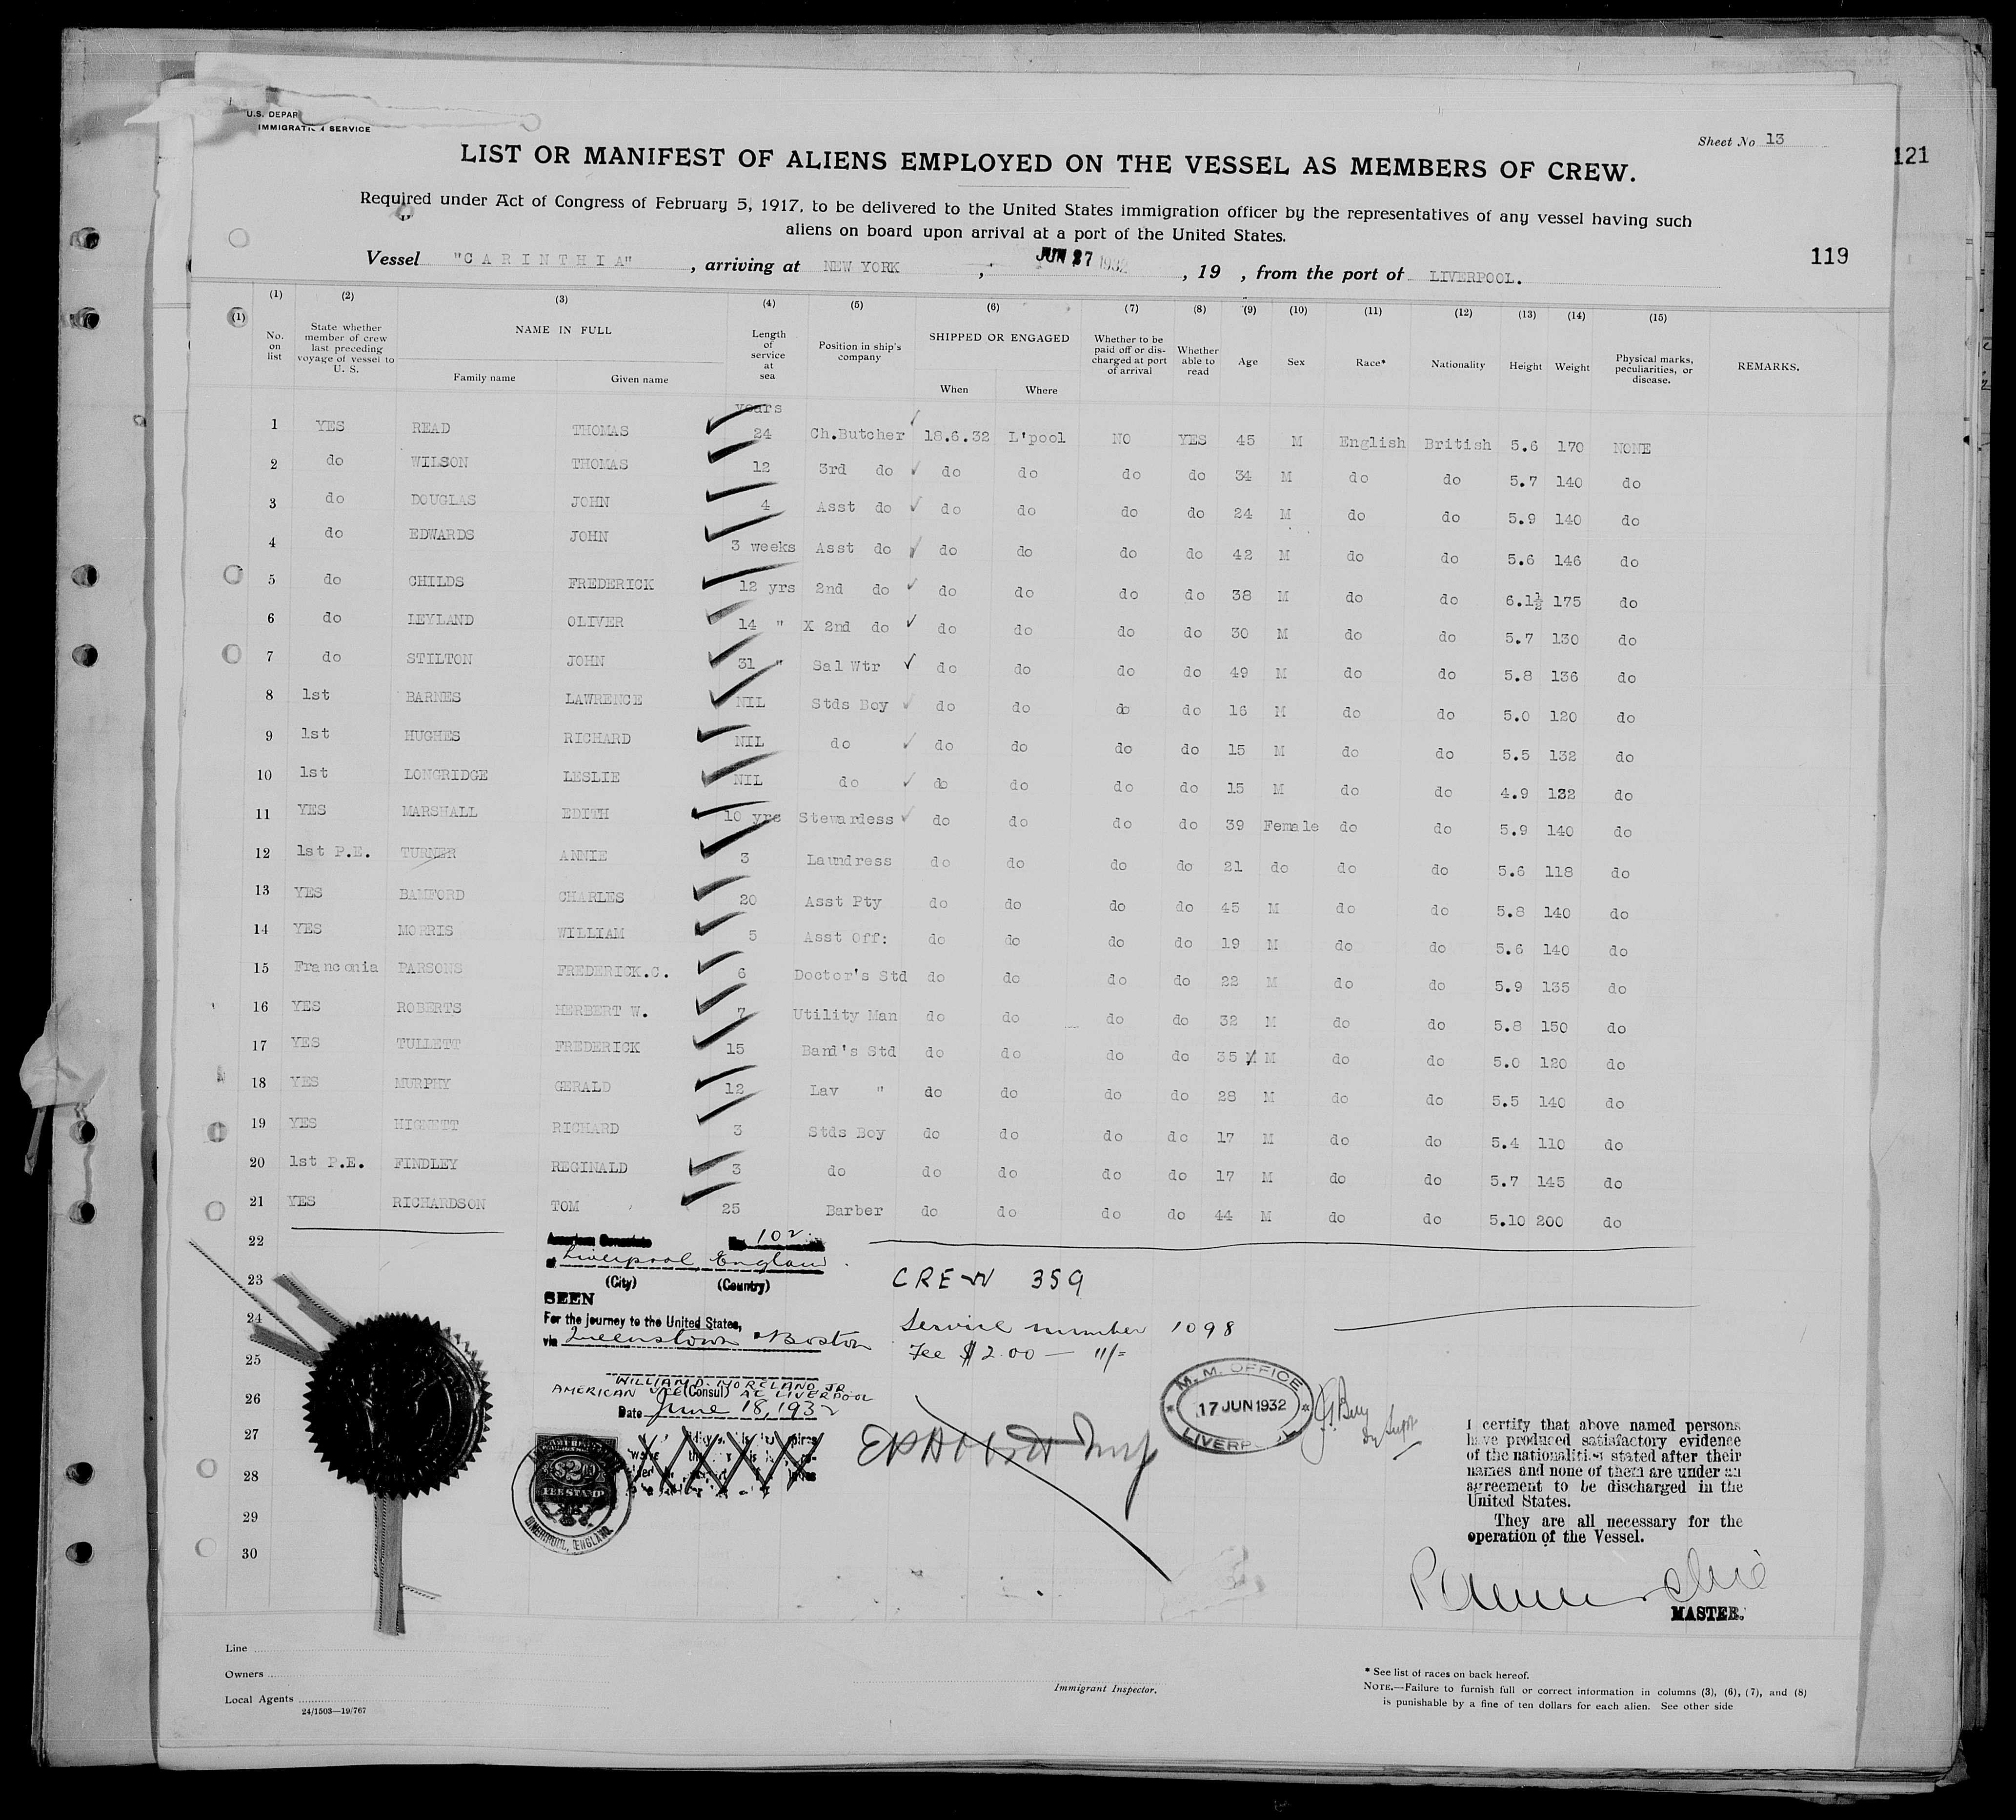 U.S. DEPAR
IMMIGRATION SERVICE
Sheet No 13
121
LIST OR MANIFEST OF ALIENS EMPLOYED ON THE VESSEL AS MEMBERS OF CREW.
Required under Act of Congress of February 5, 1917, to be delivered to the United States immigration officer by the representatives of any vessel having such
aliens on board upon arrival at a port of the United States.
119
Vessel "CARINTHIA" , arriving at NEW YORK , JUN 27 1932 , 19 , from the port of LIVERPOOL.
(1) (1) (2) (3) (4) (5) (6) (7) (8) (9) (10) (11) (12) (13) (14) (15)
No. on list State whether member of crew last preceding voyage of vessel to U. S. NAME IN FULL Family name Given name Length of service at sea Position in ship's company SHIPPED OR ENGAGED When Where Whether to be paid off or discharged at port of arrival Whether able to read Age Sex Race* Nationality Height Weight Physical marks, peculiarities, or disease. REMARKS.
years
1 YES READ THOMAS 24 Ch.Butcher 18.6.32 L'pool NO YES 45 M English British 5.6 170 NONE
2 do WILSON THOMAS 12 3rd do do do do do 34 M do do 5.7 140 do
3 do DOUGLAS JOHN 4 Asst do do do do do 24 M do do 5.9 140 do
4 do EDWARDS JOHN 3 weeks Asst do do do do do 42 M do do 5.6 146 do
5 do CHILDS FREDERICK 12 yrs 2nd do do do do do 38 M do do 6.1½ 175 do
6 do LEYLAND OLIVER 14 " X 2nd do do do do do 30 M do do 5.7 130 do
7 do STILTON JOHN 31 " Sal Wtr do do do do 49 M do do 5.8 136 do
8 1st BARNES LAWRENCE NIL Stds Boy do do do do 16 M do do 5.0 120 do
9 1st HUGHES RICHARD NIL do do do do do 15 M do do 5.5 132 do
10 1st LONGRIDGE LESLIE NIL do do do do do 15 M do do 4.9 132 do
11 YES MARSHALL EDITH 10 yrs Stewardess do do do do 39 Female do do 5.9 140 do
12 1st P.E. TURNER ANNIE 3 Laundress do do do do 21 do do do 5.6 118 do
13 YES BAMFORD CHARLES 20 Asst Pty do do do do 45 M do do 5.8 140 do
14 YES MORRIS WILLIAM 5 Asst Off: do do do do 19 M do do 5.6 140 do
15 Franconia PARSONS FREDERICK.C. 6 Doctor's Std do do do do 22 M do do 5.9 135 do
16 YES ROBERTS HERBERT W. 7 Utility Man do do do do 32 M do do 5.8 150 do
17 YES TULLETT FREDERICK 15 Band's Std do do do do 35 M M do do 5.0 120 do
18 YES MURPHY GERALD 12 Lav " do do do do 28 M do do 5.5 140 do
19 YES HIGNETT RICHARD 3 Stds Boy do do do do 17 M do do 5.4 110 do
20 1st P.E. FINDLEY REGINALD 3 do do do do do 17 M do do 5.7 145 do
21 YES RICHARDSON TOM 25 Barber do do do do 44 M do do 5.10 200 do
22
23
24
25
26
27
28
29
30
American Consulate No. 102
at Liverpool, England.
(City) (Country)
SEEN
For the journey to the United States,
via Queenstown Boston
WILLIAM D. MORELAND JR.
AMERICAN VICE (Consul) AT LIVERPOOL
Date June 18, 1932
CREW 359
Service number 1098
Fee $2.00 — 11/=
M. M. OFFICE
17 JUN 1932
LIVERPOOL
$2.00
FEE STAMP
LIVERPOOL, ENGLAND.
I certify that above named persons
have produced satisfactory evidence
of the nationalities stated after their
names and none of them are under an
agreement to be discharged in the
United States.
They are all necessary for the
operation of the Vessel.
MASTER.
Line
Owners
Local Agents
24/1503—19/767
Immigrant Inspector.
* See list of races on back hereof.
NOTE.—Failure to furnish full or correct information in columns (3), (6), (7), and (8)
is punishable by a fine of ten dollars for each alien. See other side